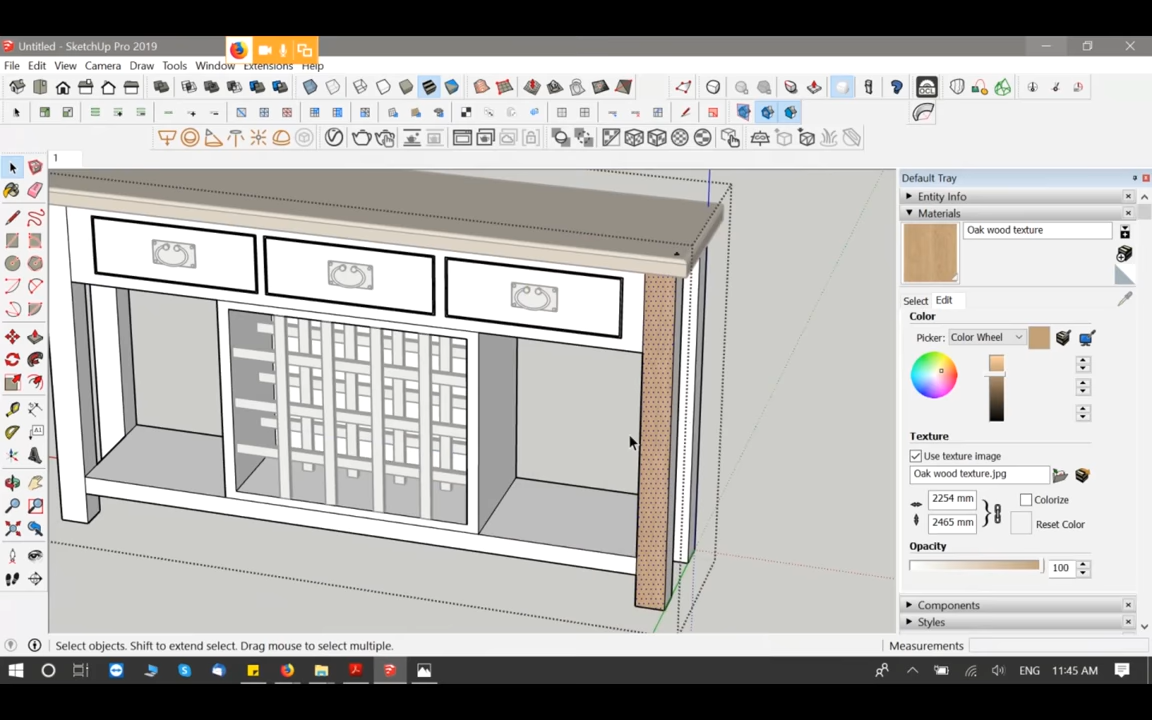 Untitled - SketchUp Pro 2019
File Edit View Camera Draw Tools Window Extensions Help
1
Default Tray
Entity Info
Materials
Oak wood texture
Select Edit
Color
Picker: Color Wheel
Texture
Use texture image
Oak wood texture.jpg
2254 mm
Colorize
2465 mm
Reset Color
Opacity
100
Components
Styles
Select objects. Shift to extend select. Drag mouse to select multiple.
Measurements
ENG 11:45 AM